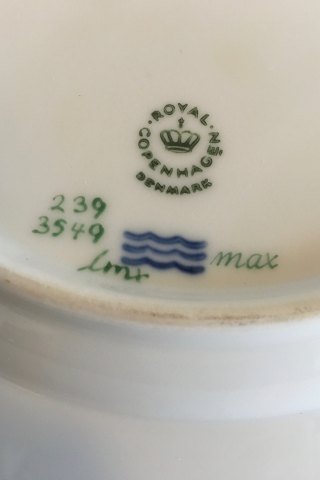 ROYAL COPENHAGEN
DENMARK
239
3549
max